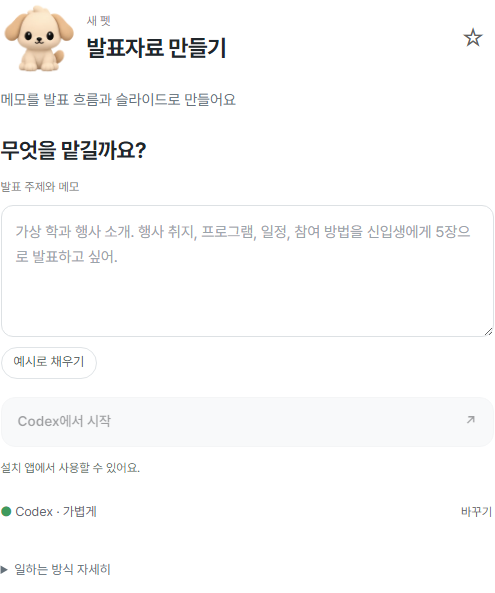 새 펫
발표자료 만들기
메모를 발표 흐름과 슬라이드로 만들어요
무엇을 맡길까요?
발표 주제와 메모
가상 학과 행사 소개. 행사 취지, 프로그램, 일정, 참여 방법을 신입생에게 5장으
로 발표하고 싶어.
예시로 채우기
Codex에서 시작
설치 앱에서 사용할 수 있어요.
Codex · 가볍게
바꾸기
일하는 방식 자세히